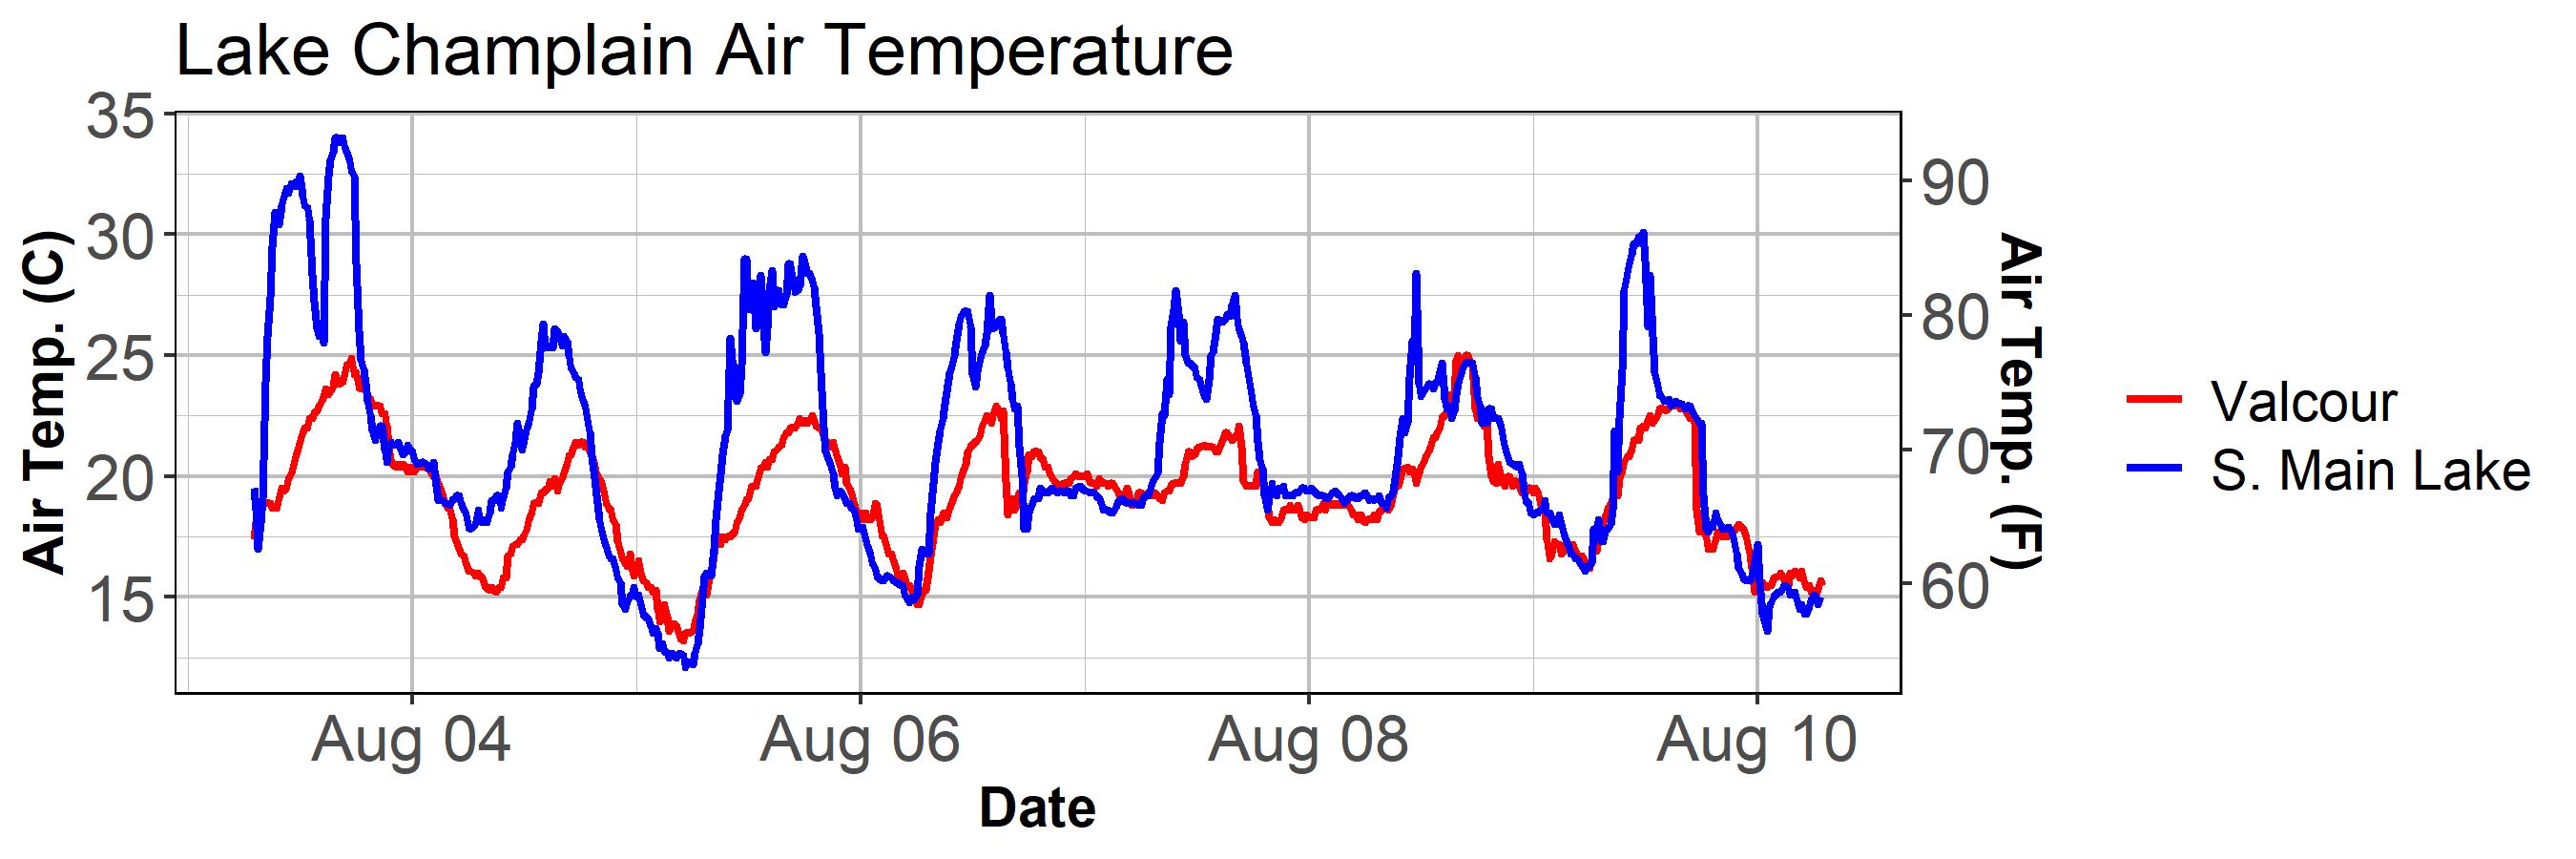 Lake Champlain Air Temperature
35
30
25
20
15
Air Temp. (C)
90
80
70
60
Air Temp. (F)
Aug 04 Aug 06 Aug 08 Aug 10
Date
Valcour
S. Main Lake